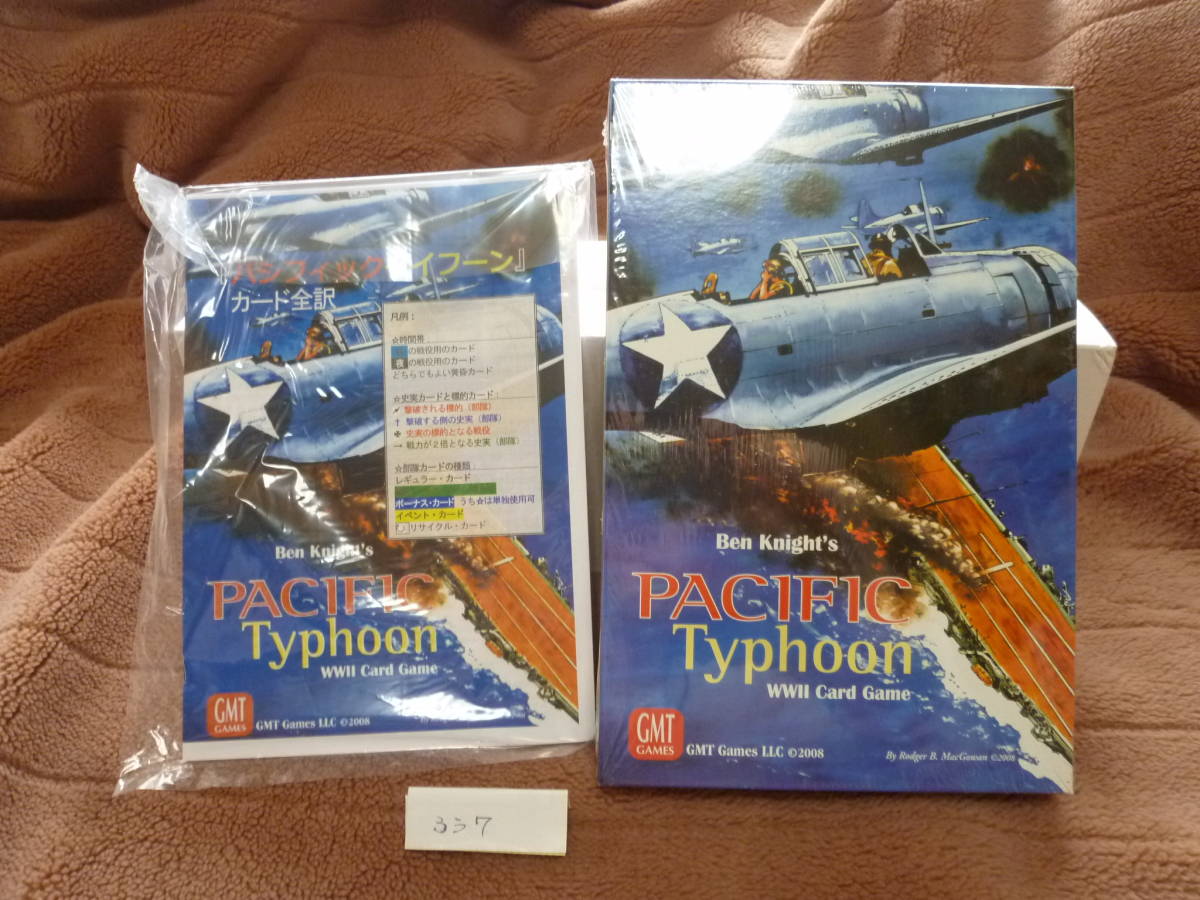 『パシフィック タイフーン』
カード全訳
凡例：
☆時間帯
の戦役用のカード
夜の戦役用のカード
どちらでもよい黄昏カード
☆史実カードと標的カード：
撃破される標的（部隊）
撃破する側の史実（部隊）
史実の標的となる戦役
→ 戦力が２倍となる史実（部隊）
☆部隊カードの種類：
レギュラー・カード
ボーナス・カード うち☆は単独使用可
イベント・カード
リサイクル・カード
Ben Knight's
PACIFIC
Typhoon
WWII Card Game
GMT
GAMES
GMT Games LLC ©2008
Ben Knight's
PACIFIC
Typhoon
WWII Card Game
GMT
GAMES
GMT Games LLC ©2008
By Rodger B. MacGowan ©2008
337